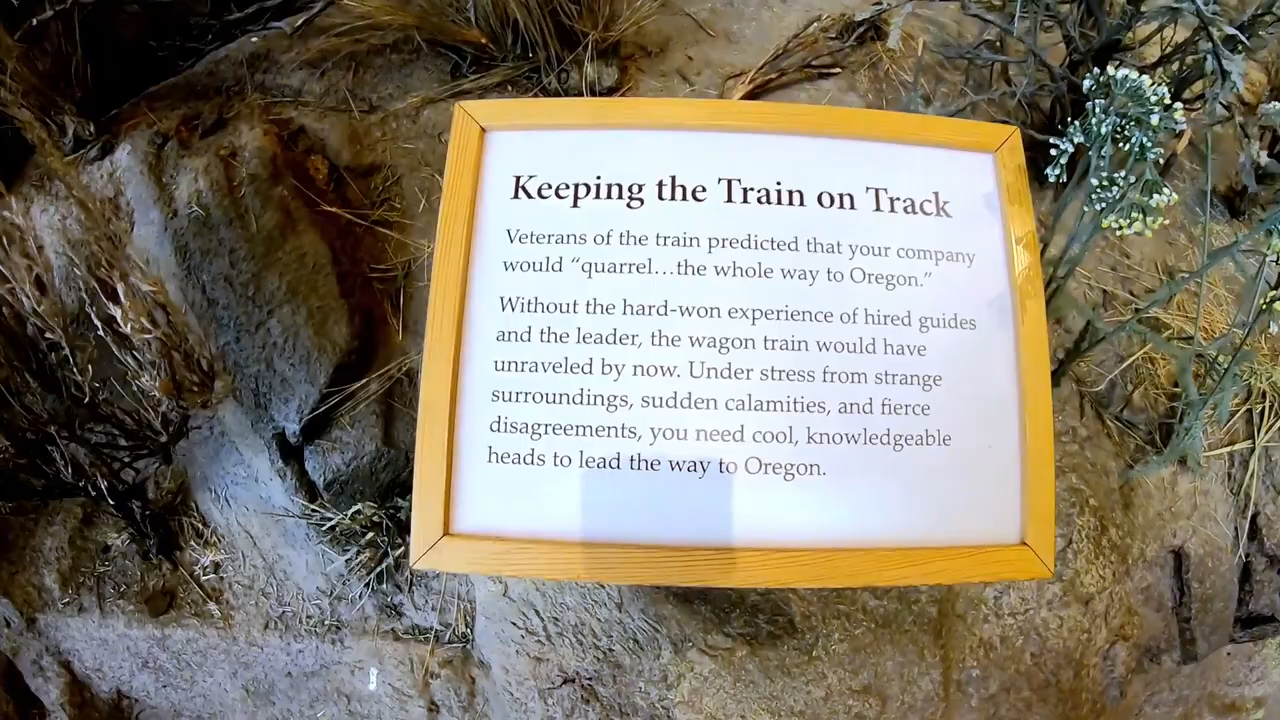 Keeping the Train on Track
Veterans of the train predicted that your company
would “quarrel...the whole way to Oregon.”
Without the hard-won experience of hired guides
and the leader, the wagon train would have
unraveled by now. Under stress from strange
surroundings, sudden calamities, and fierce
disagreements, you need cool, knowledgeable
heads to lead the way to Oregon.